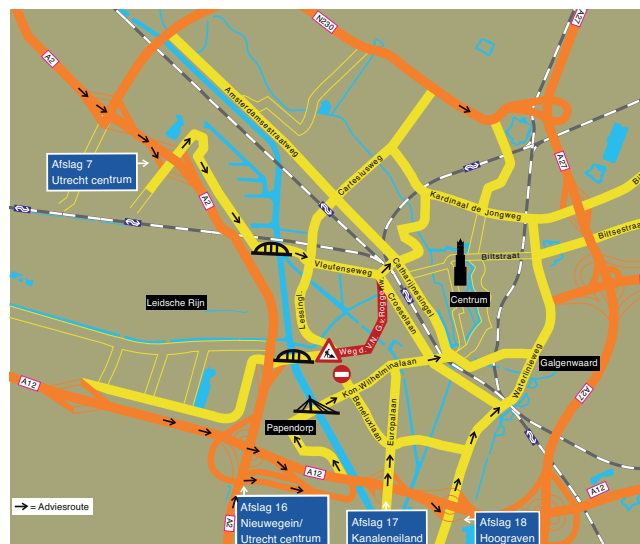 A27
N230
A2
Amsterdamsestraatweg
Afslag 7
Utrecht centrum
Cartesiusweg
A27
Kardinaal de Jongweg
A2
Biltsestraat
Biltstraat
Vleutenseweg
Catharijnesingel
Leidsche Rijn
Centrum
Lessingl.
Weg d. V.N. G.v.Roggenw.
Croeselaan
Galgenwaard
Waterlinieweg
A12
Kon. Wilhelminalaan
A27
Beneluxlaan
Europalaan
Papendorp
A12
A12
= Adviesroute
A2
Afslag 16
Nieuwegein/
Utrecht centrum
Afslag 17
Kanaleneiland
Afslag 18
Hoograven